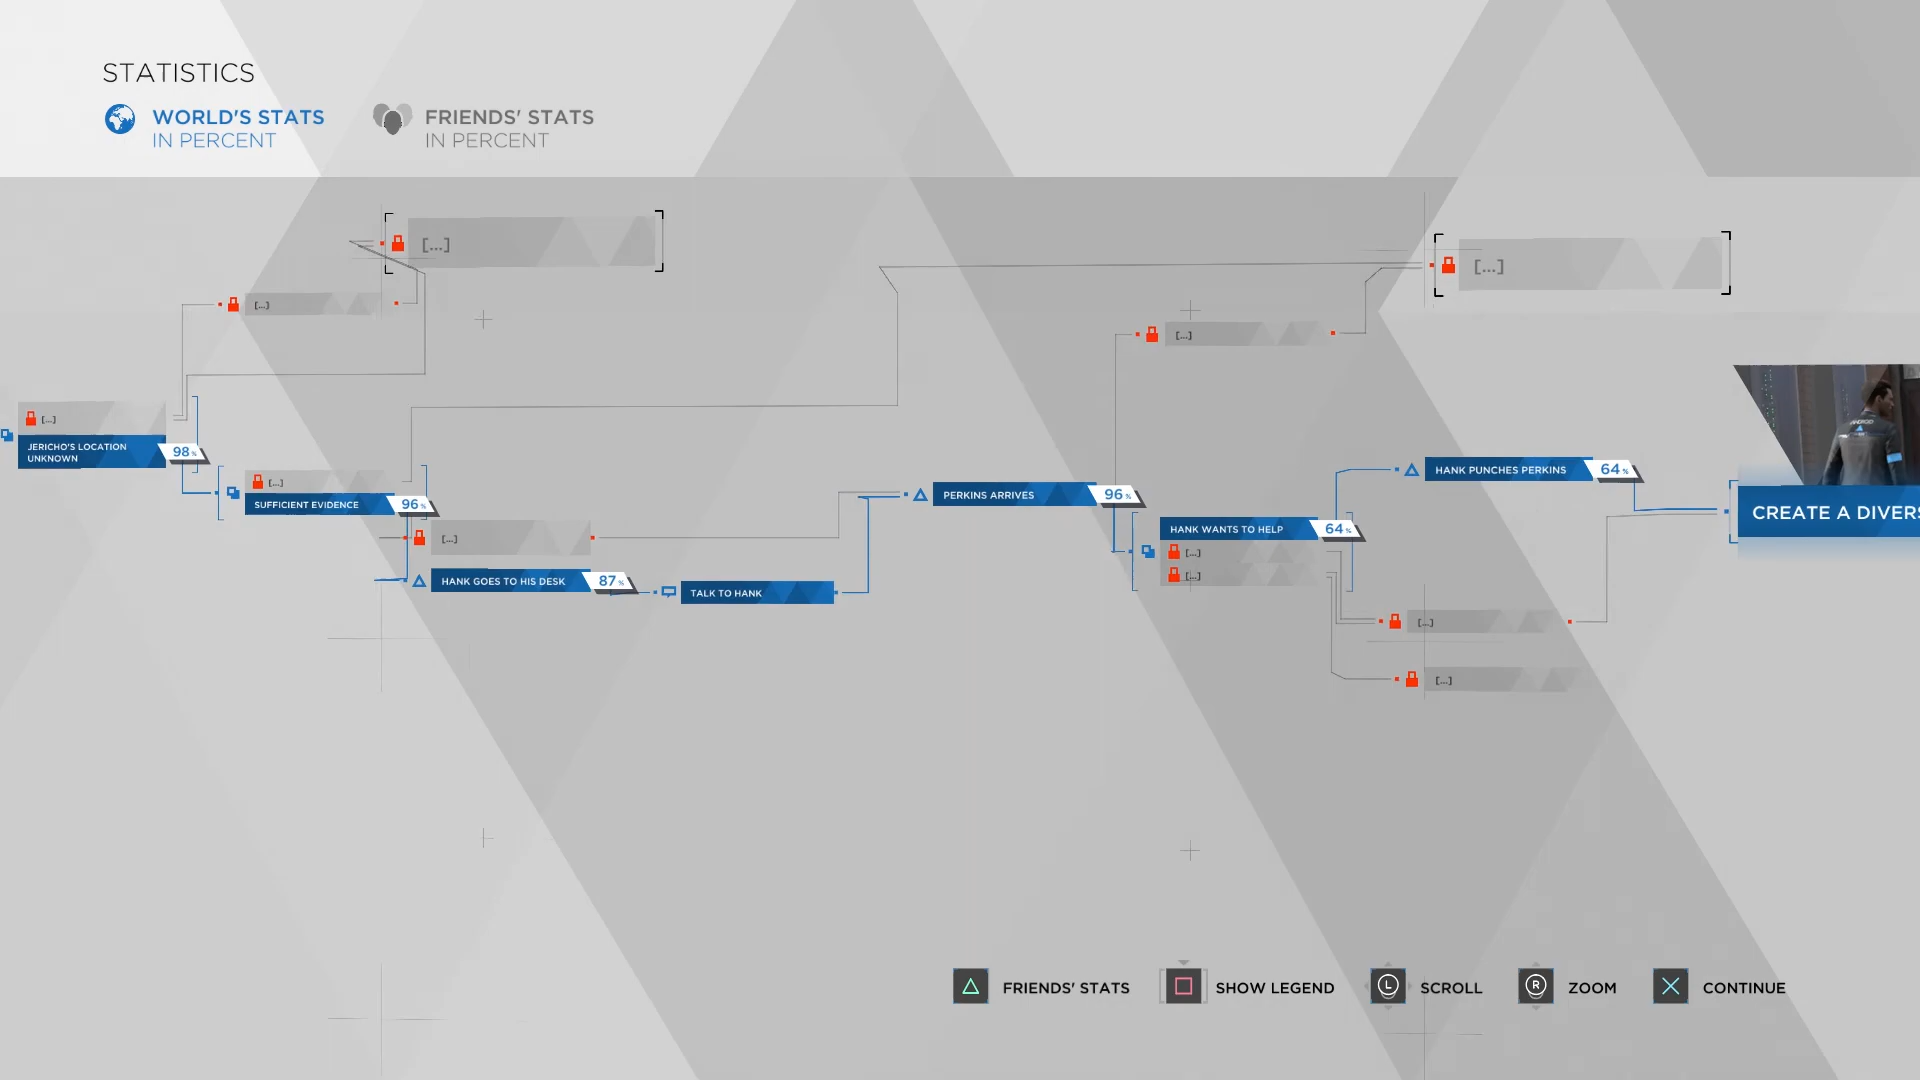 STATISTICS
WORLD'S STATS
IN PERCENT
FRIENDS' STATS
IN PERCENT
[...]
[...]
[...]
[...]
[...]
JERICHO'S LOCATION
UNKNOWN
98%
[...]
SUFFICIENT EVIDENCE 96%
[...]
HANK GOES TO HIS DESK 87%
TALK TO HANK
PERKINS ARRIVES 96%
HANK WANTS TO HELP 64%
[...]
[...]
HANK PUNCHES PERKINS 64%
[...]
[...]
ANDROID
CREATE A DIVERS
FRIENDS' STATS
SHOW LEGEND
L
SCROLL
R
ZOOM
CONTINUE